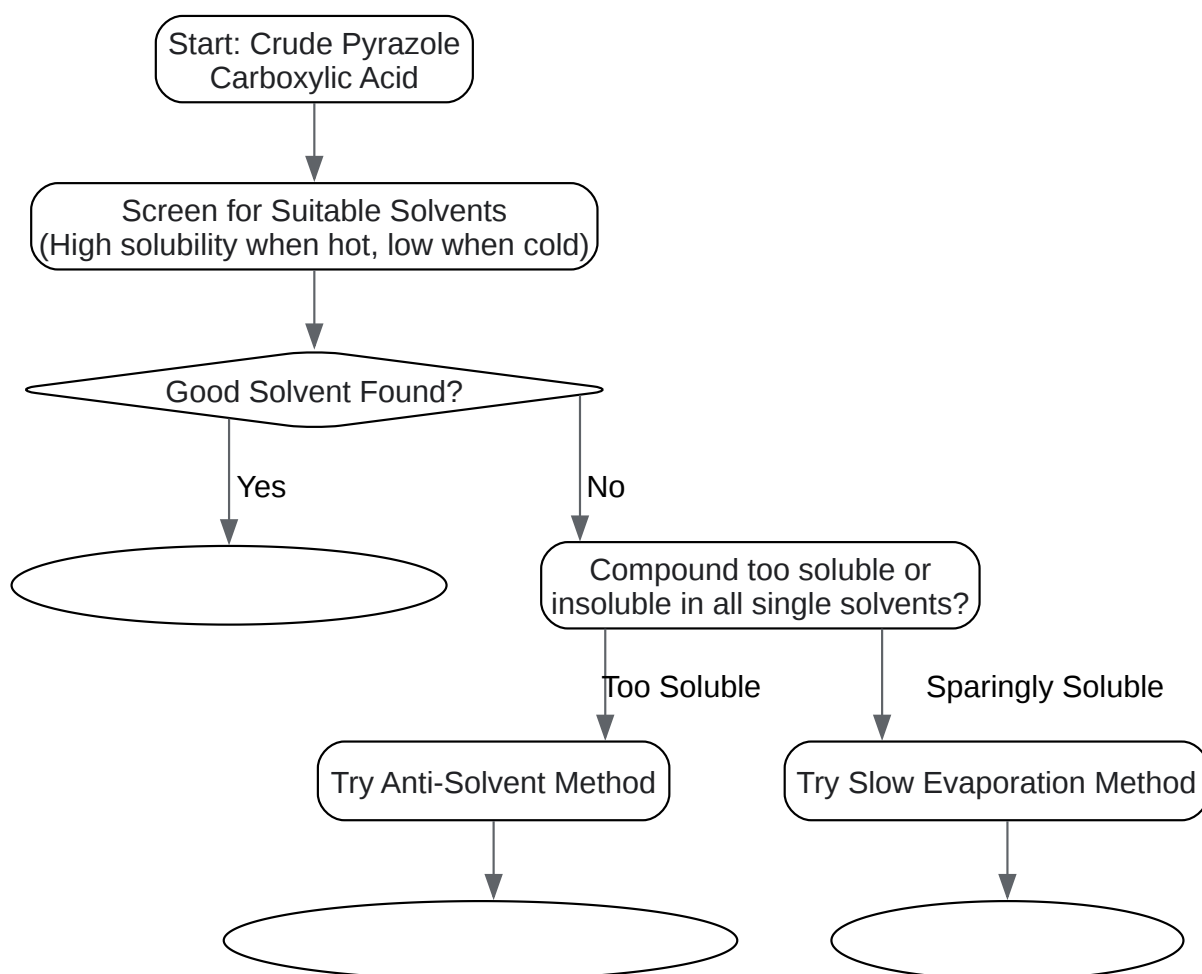 Start: Crude Pyrazole
Carboxylic Acid
Screen for Suitable Solvents
(High solubility when hot, low when cold)
Good Solvent Found?
Yes
No
Compound too soluble or
insoluble in all single solvents?
Too Soluble
Sparingly Soluble
Try Anti-Solvent Method
Try Slow Evaporation Method